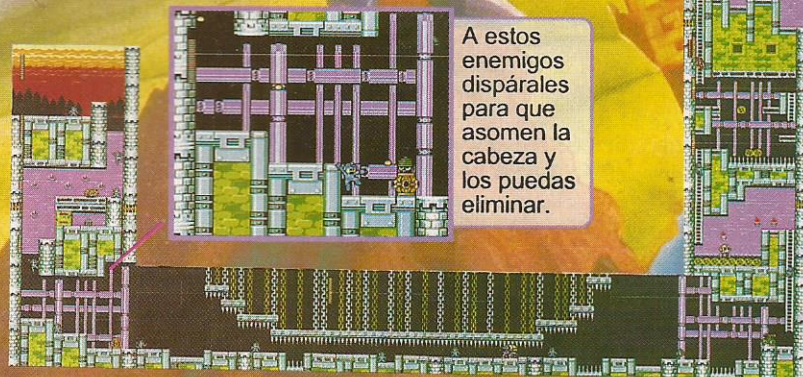 A estos
enemigos
dispárales
para que
asomen la
cabeza y
los puedas
eliminar.